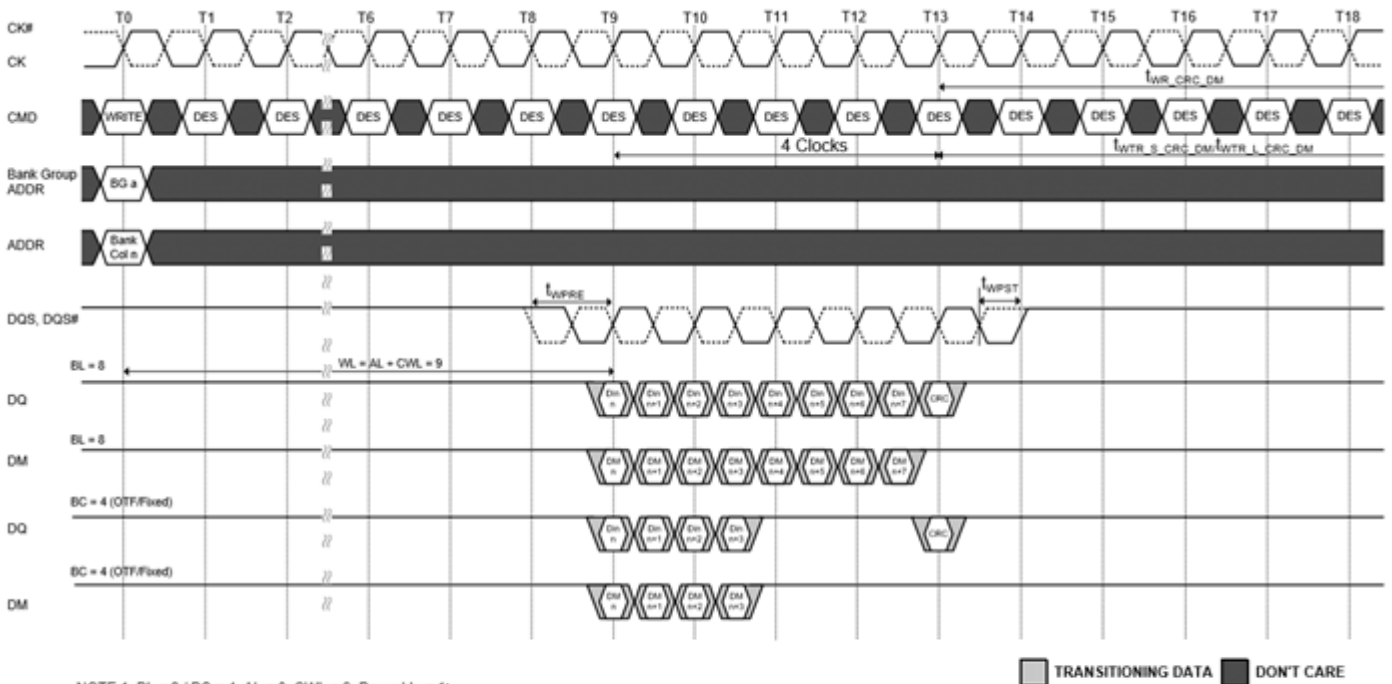 T0 T1 T2 T6 T7 T8 T9 T10 T11 T12 T13 T14 T15 T16 T17 T18
CK#
CK
tWR_CRC_DM
CMD WRITE DES DES DES DES DES DES DES DES DES DES DES DES DES DES DES
4 Clocks tWTR_S_CRC_DM/tWTR_L_CRC_DM
Bank Group
ADDR BG a
ADDR Bank
Col n
tWPRE tWPST
DQS, DQS#
BL = 8 WL = AL + CWL = 9
DQ Din n Din n+1 Din n+2 Din n+3 Din n+4 Din n+5 Din n+6 Din n+7 CRC
BL = 8
DM DM n DM n+1 DM n+2 DM n+3 DM n+4 DM n+5 DM n+6 DM n+7
BC = 4 (OTF/Fixed)
DQ Din n Din n+1 Din n+2 Din n+3 CRC
BC = 4 (OTF/Fixed)
DM DM n DM n+1 DM n+2 DM n+3
TRANSITIONING DATA DON'T CARE